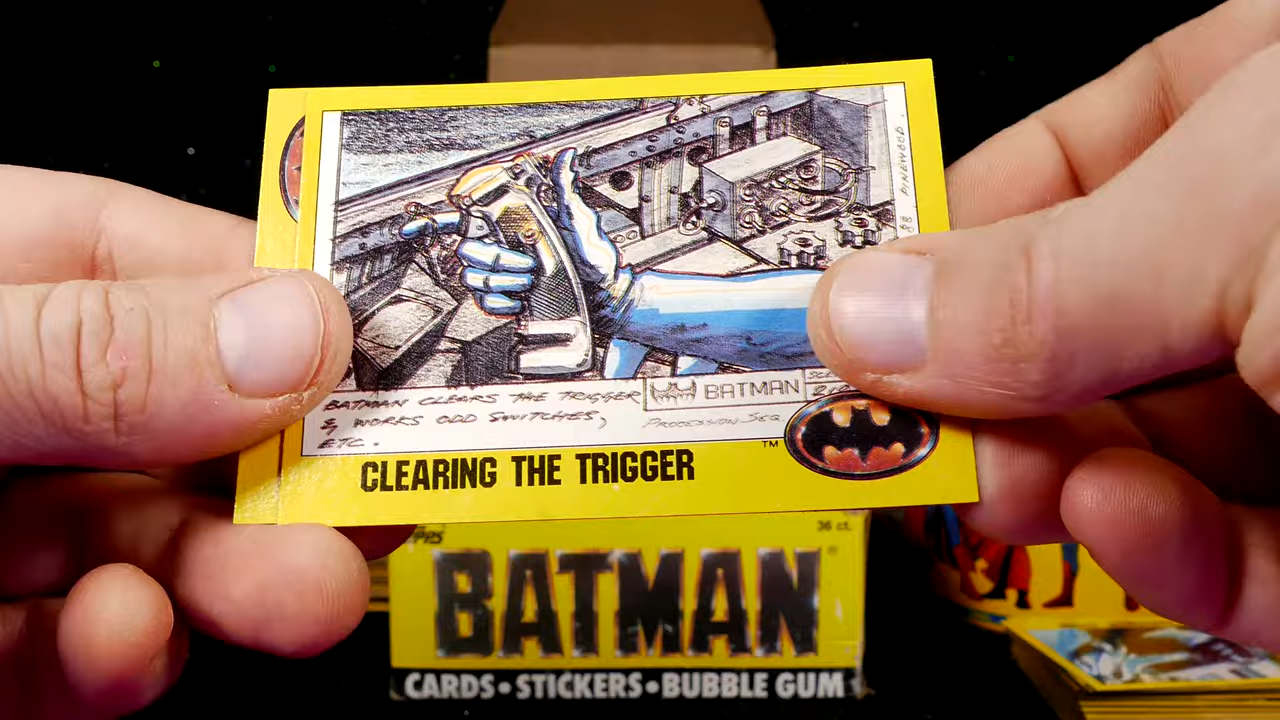 88 PINEWOOD.
BATMAN CLEARS THE TRIGGER
& WORKS ODD SWITCHES,
ETC.
BATMAN
PROCESSION SEQ
TM
CLEARING THE TRIGGER
36 ct.
BATMAN
CARDS • STICKERS • BUBBLE GUM